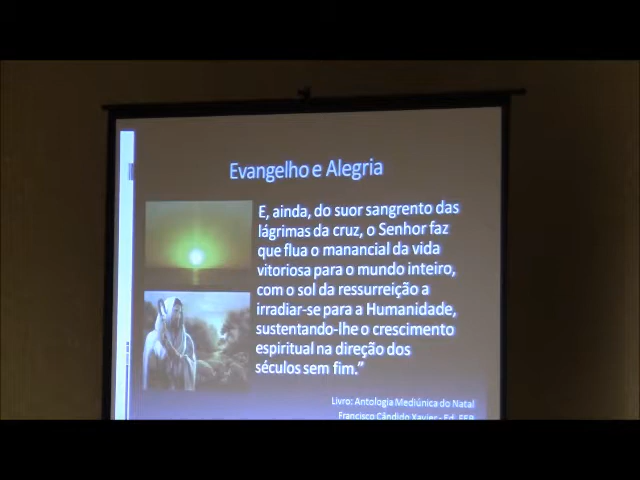 Evangelho e Alegria
E, ainda, do suor sangrento das
lágrimas da cruz, o Senhor faz
que flua o manancial da vida
vitoriosa para o mundo inteiro,
com o sol da ressurreição a
irradiar-se para a Humanidade,
sustentando-lhe o crescimento
espiritual na direção dos
séculos sem fim.”
Livro: Antologia Mediúnica do Natal
Francisco Cândido Xavier - Ed. FEB